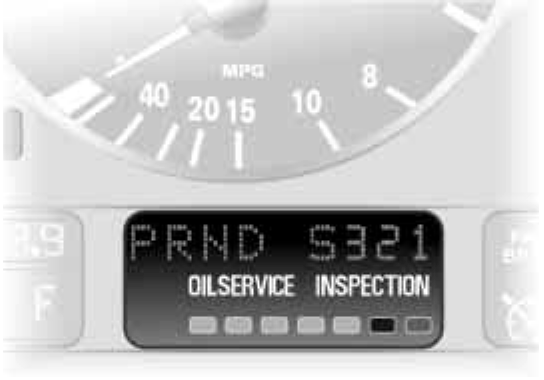 MPG
40 20 15 10 8
PRND S321
OILSERVICE INSPECTION
F